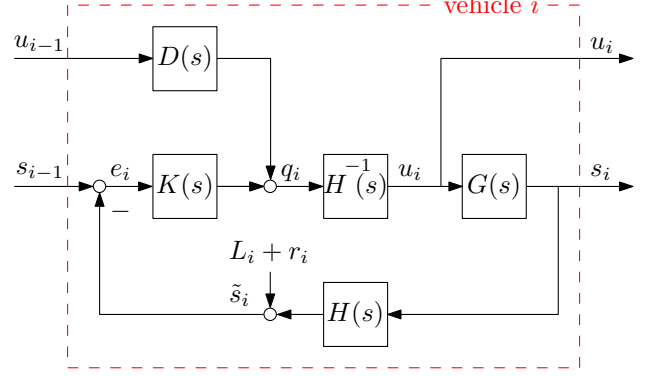 vehicle i
u_{i−1} D(s) u_i
s_{i−1} e_i K(s) q_i H^{−1}(s) u_i G(s) s_i
−
L_i + r_i
s̃_i H(s)